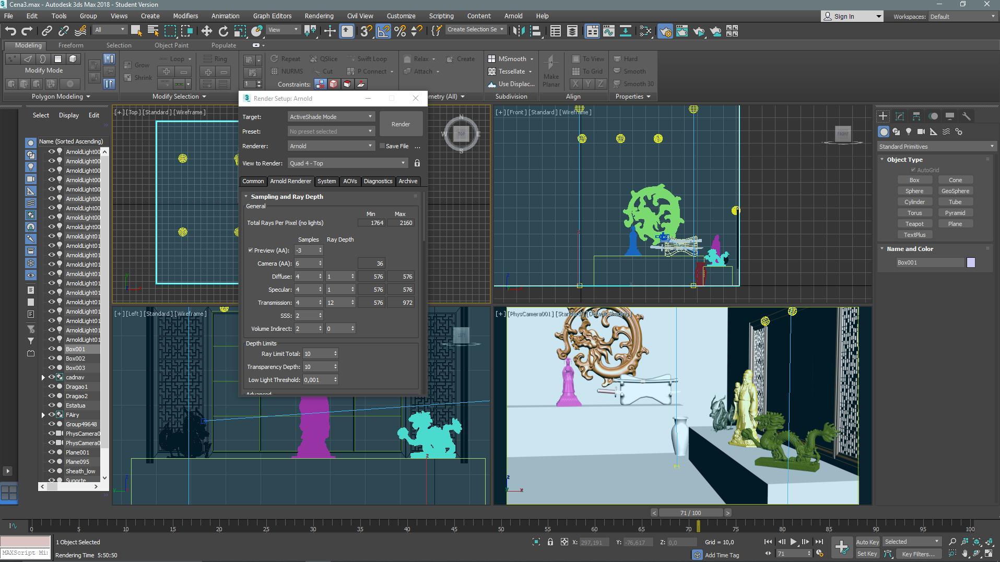 Cena3.max - Autodesk 3ds Max 2018 - Student Version
File Edit Tools Group Views Create Modifiers Animation Graph Editors Rendering Civil View Customize Scripting Content Arnold Help
Sign In Workspaces: Default
All View Create Selection Se
Modeling Freeform Selection Object Paint Populate
Loop Ring Repeat QSlice Swift Loop Relax Create MSmooth To View Hard
Grow Modify Mode NURMS Cut P Connect Attach Tessellate To Grid Smooth
Shrink 1 Constraints: Use Displac... Make Planar X Y Z Smooth 30
Polygon Modeling Modify Selection metry (All) Subdivision Align Properties
Select Display Edit
Name (Sorted Ascending)
ArnoldLight00
ArnoldLight00
ArnoldLight00
ArnoldLight00
ArnoldLight00
ArnoldLight00
ArnoldLight00
ArnoldLight00
ArnoldLight00
ArnoldLight01
ArnoldLight01
ArnoldLight01
ArnoldLight01
ArnoldLight01
ArnoldLight01
ArnoldLight01
ArnoldLight01
ArnoldLight01
ArnoldLight01
ArnoldLight01
ArnoldLight01
Box001
Box002
Box003
cadnav
Dragao1
Dragao2
Estatua
FAiry
Group49648
PhysCamera0
PhysCamera0
Plane001
Plane095
Sheath_low
Suporte
[+] [Top] [Standard] [Wireframe]
N
W TOP E
S
Render Setup: Arnold
Target: ActiveShade Mode Render
Preset: No preset selected
Renderer: Arnold Save File ...
View to Render: Quad 4 - Top
Common Arnold Renderer System AOVs Diagnostics Archive
Sampling and Ray Depth
General
Min Max
Total Rays Per Pixel (no lights) 1764 2160
Samples Ray Depth
Preview (AA): -3
Camera (AA): 6 36
Diffuse: 4 1 576 576
Specular: 4 1 576 576
Transmission: 4 12 576 972
SSS: 2
Volume Indirect: 2 0
Depth Limits
Ray Limit Total: 10
Transparency Depth: 10
Low Light Threshold: 0,001
Advanced
[+] [Front] [Standard] [Wireframe]
FRONT
[+] [Left] [Standard] [Wireframe]
LEFT
[+] [PhysCamera001] [Standard] [Default Shading]
Standard Primitives
Object Type
AutoGrid
Box Cone
Sphere GeoSphere
Cylinder Tube
Torus Pyramid
Teapot Plane
TextPlus
Name and Color
Box001
< 71 / 100 >
0 5 10 15 20 25 30 35 40 45 50 55 60 65 70 75 80 85 90 95 100
1 Object Selected X: 297,191 Y: -76,617 Z: 0,0 Grid = 10,0 Auto Key Selected
MAXScript Mi Rendering Time 5:50:50 Add Time Tag 71 Set Key Key Filters...